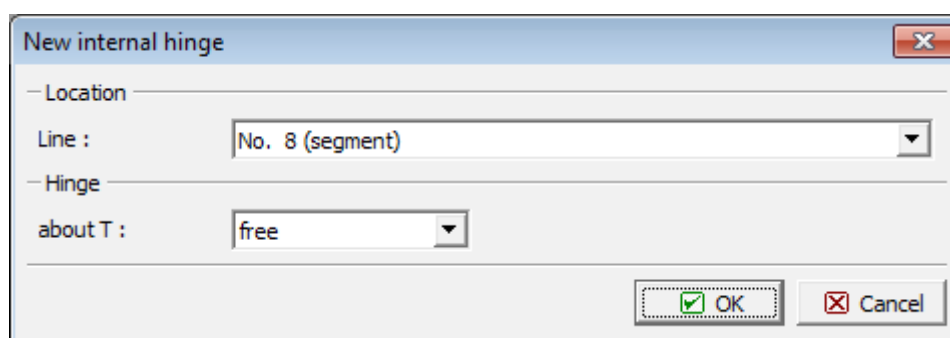 New internal hinge
Location
Line :
No. 8 (segment)
Hinge
about T :
free
OK
Cancel